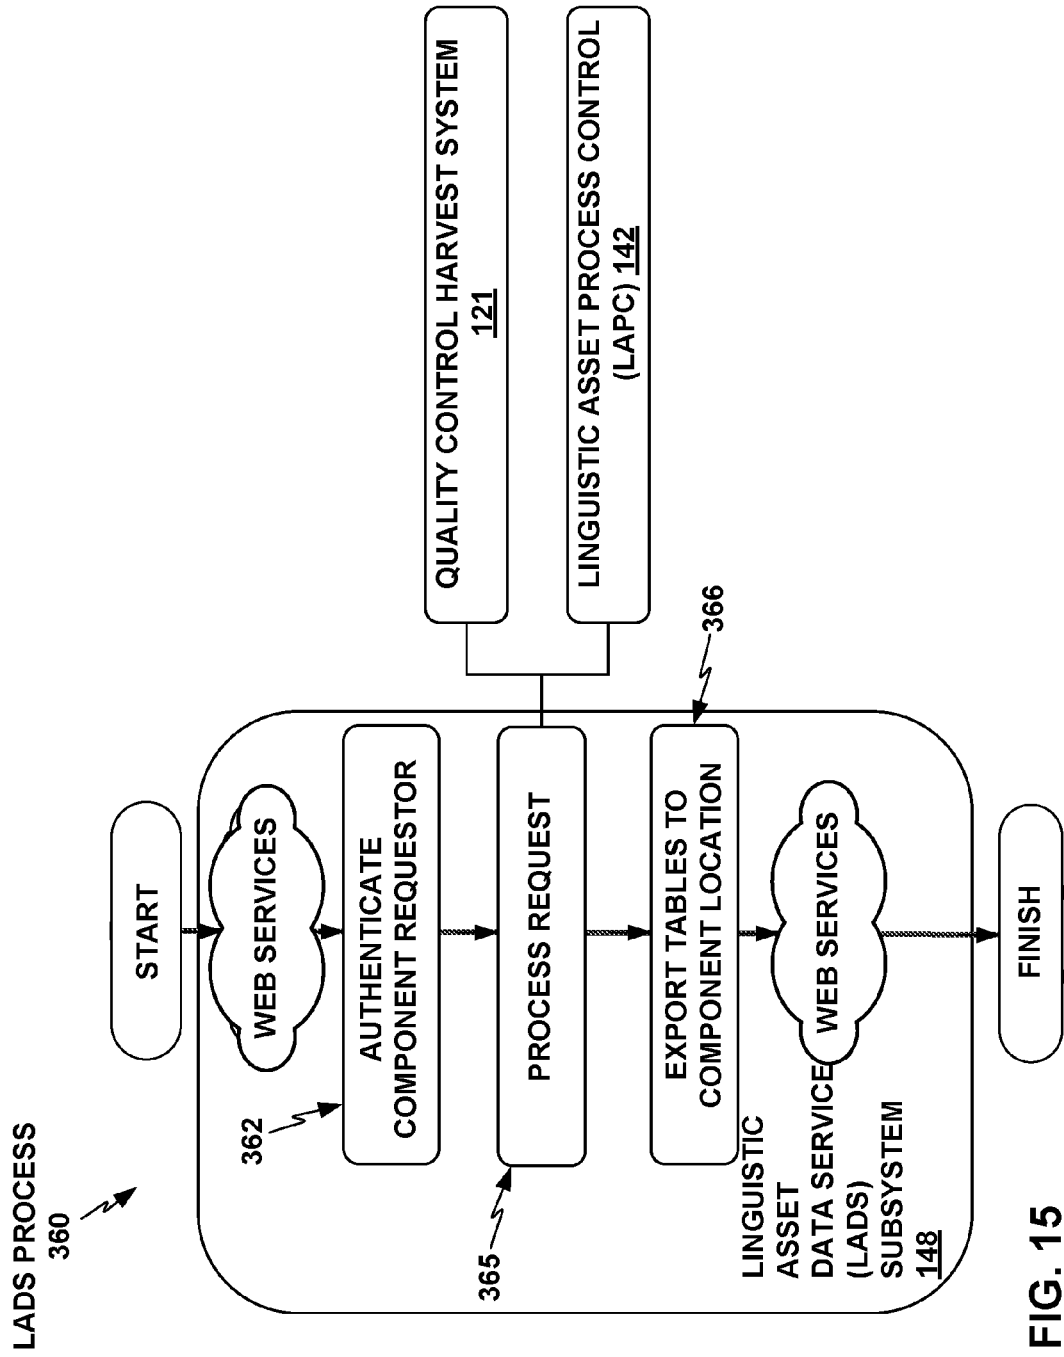 LADS PROCESS
360
START
WEB SERVICES
362
AUTHENTICATE
COMPONENT REQUESTOR
365
PROCESS REQUEST
QUALITY CONTROL HARVEST SYSTEM
121
LINGUISTIC ASSET PROCESS CONTROL
(LAPC) 142
366
EXPORT TABLES TO
COMPONENT LOCATION
WEB SERVICES
LINGUISTIC
ASSET
DATA SERVICE
(LADS)
SUBSYSTEM
148
FINISH
FIG. 15